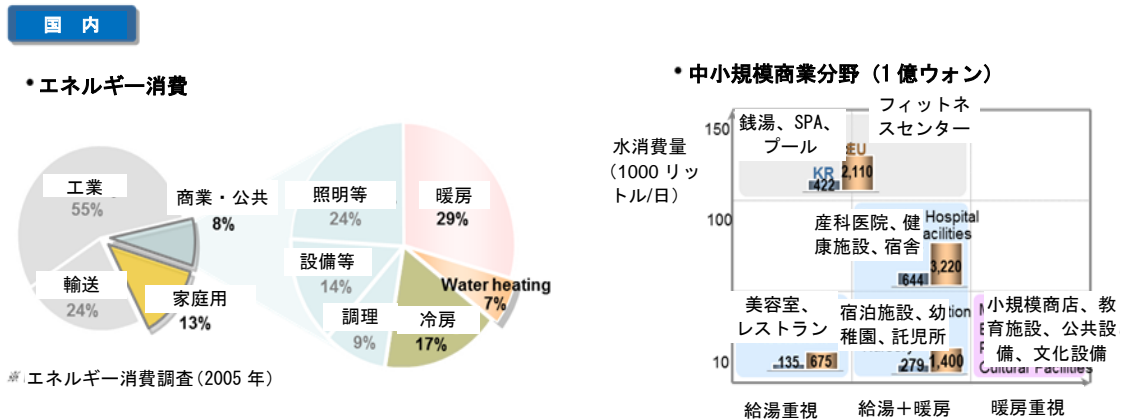 国 内
•エネルギー消費
工業
55%
商業・公共
8%
輸送
24%
家庭用
13%
照明等
24%
暖房
29%
設備等
14%
Water heating
7%
調理
9%
冷房
17%
※ エネルギー消費調査(2005 年)
•中小規模商業分野（1 億ウォン）
水消費量
（1000 リッ
トル/日）
150
100
10
銭湯、SPA、
プール
フィットネ
スセンター
KR
EU
422
2,110
産科医院、健
康施設、宿舎
Hospital
644
3,220
美容室、
レストラン
135
675
宿泊施設、幼
稚園、託児所
279
1,400
小規模商店、教
育施設、公共設
備、文化設備
Cultural Facilities
給湯重視
給湯＋暖房
暖房重視